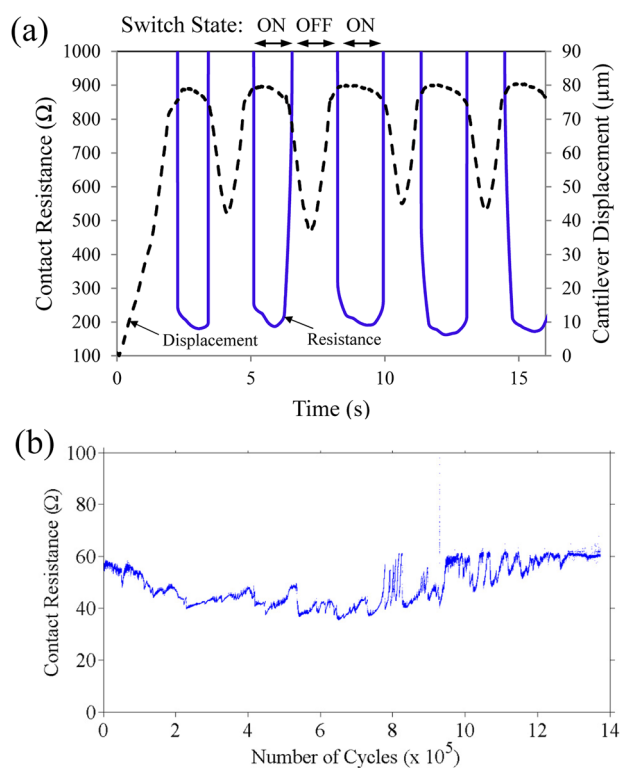 (a)
Switch State: ON OFF ON
1000 90
900 80
800 70
700 60
600 50
500 40
400 30
300 20
200 10
100 0
Contact Resistance (Ω)
Cantilever Displacement (μm)
Displacement Resistance
0 5 10 15
Time (s)
(b)
100
80
60
40
20
0
Contact Resistance (Ω)
0 2 4 6 8 10 12 14
Number of Cycles (x 10⁵)